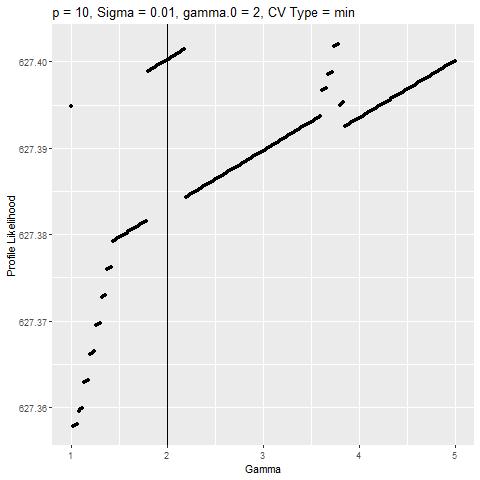 p = 10, Sigma = 0.01, gamma.0 = 2, CV Type = min
Profile Likelihood
627.40
627.39
627.38
627.37
627.36
1 2 3 4 5
Gamma